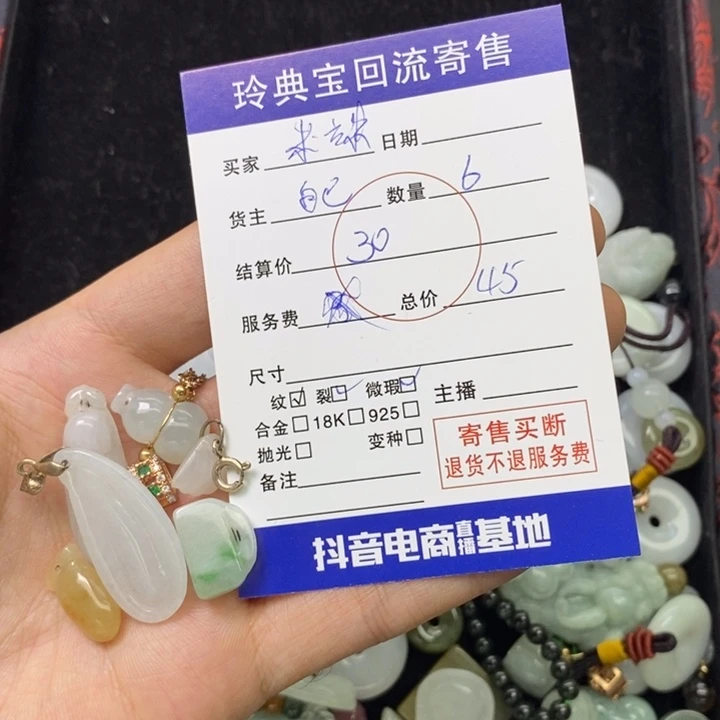 玲典宝回流寄售
买家 日期
货主 自己 数量 6
结算价 30
服务费 总价 45
尺寸
纹☑ 裂☑ 微瑕☑ 主播
合金□ 18K□ 925□
抛光□ 变种□
寄售买断
退货不退服务费
备注
抖音电商直播基地